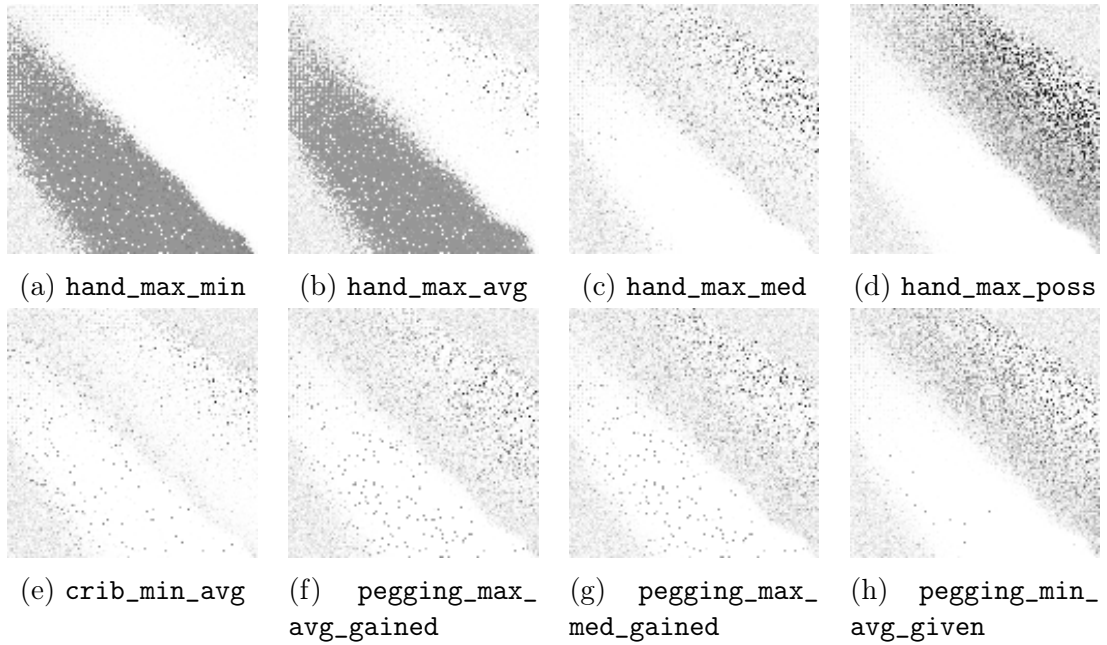 (a) hand_max_min
(b) hand_max_avg
(c) hand_max_med
(d) hand_max_poss
(e) crib_min_avg
(f) pegging_max_
avg_gained
(g) pegging_max_
med_gained
(h) pegging_min_
avg_given